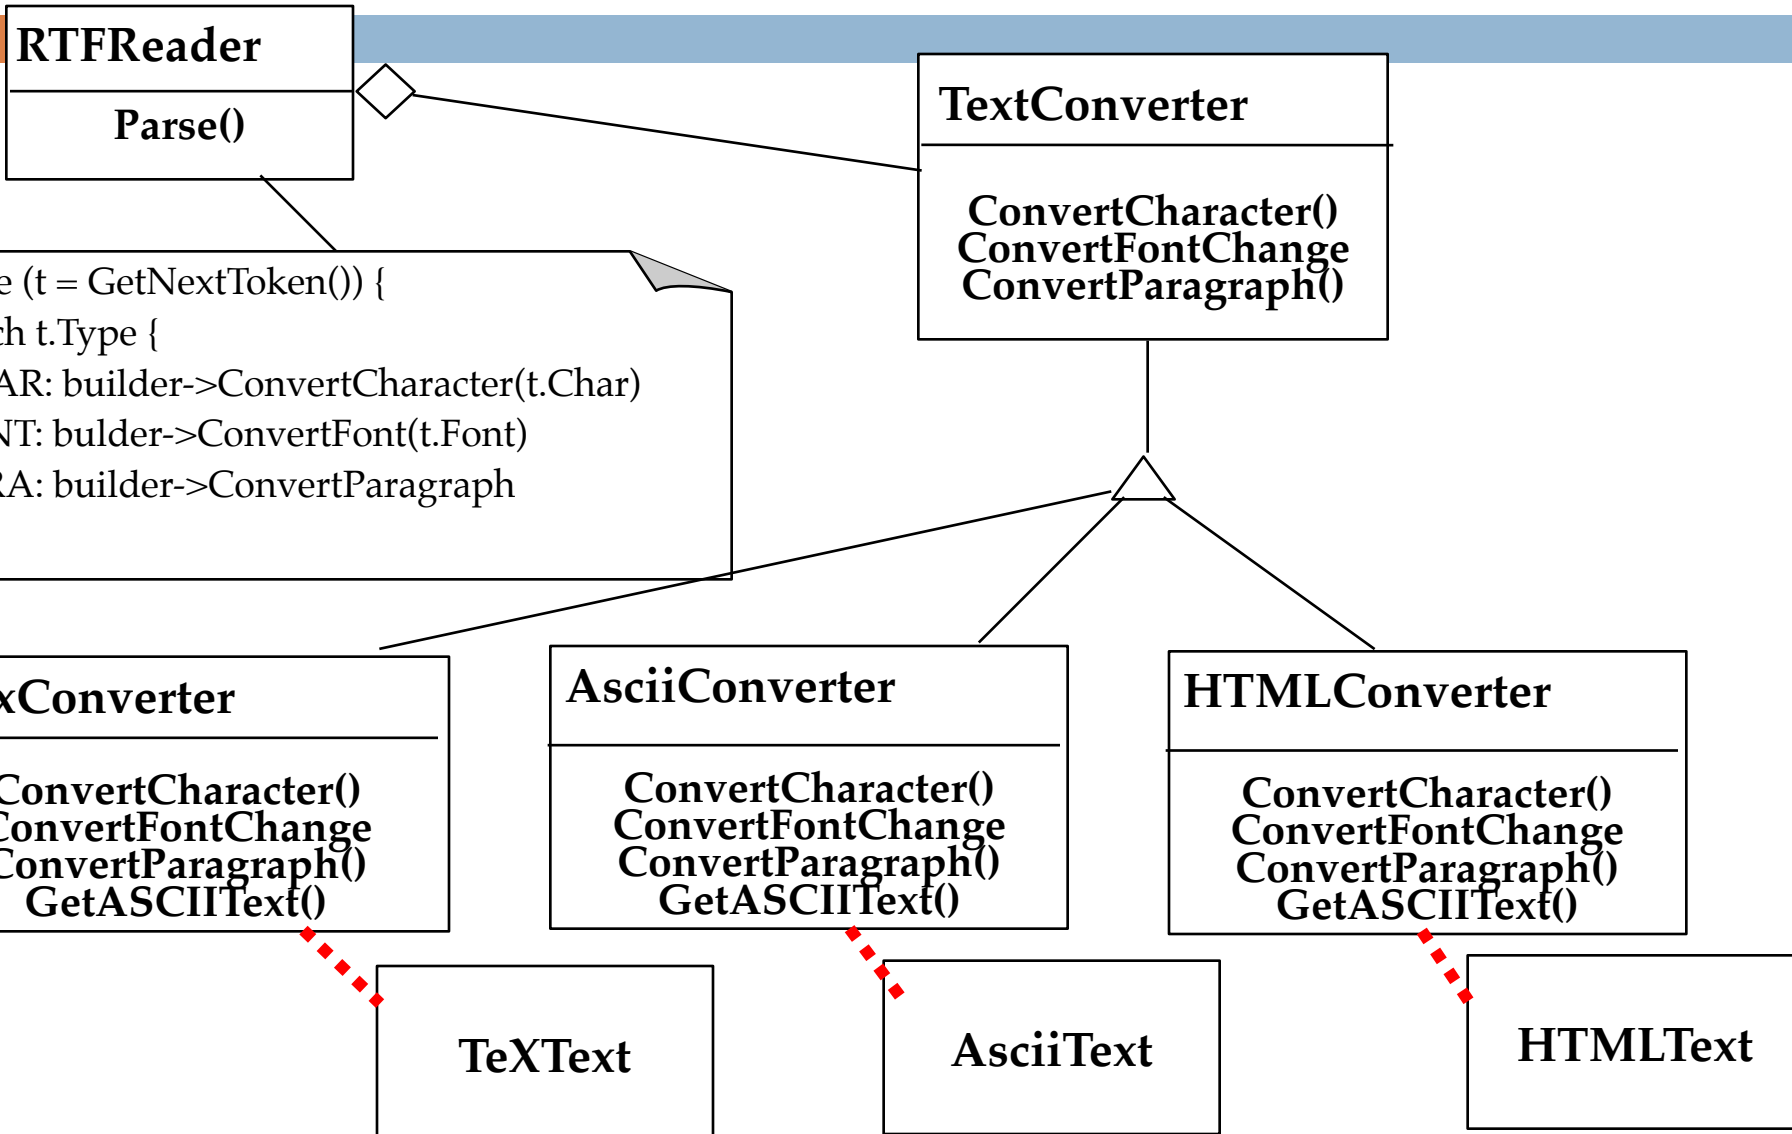 RTFReader
Parse()
TextConverter
ConvertCharacter()
ConvertFontChange
ConvertParagraph()
e (t = GetNextToken()) {
ch t.Type {
AR: builder->ConvertCharacter(t.Char)
NT: bulder->ConvertFont(t.Font)
RA: builder->ConvertParagraph
xConverter
ConvertCharacter()
ConvertFontChange
ConvertParagraph()
GetASCIIText()
AsciiConverter
ConvertCharacter()
ConvertFontChange
ConvertParagraph()
GetASCIIText()
HTMLConverter
ConvertCharacter()
ConvertFontChange
ConvertParagraph()
GetASCIIText()
TeXText
AsciiText
HTMLText